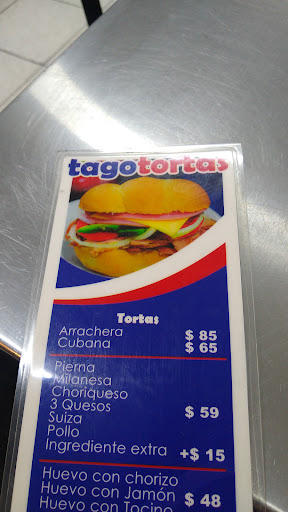 tagotortas
Tortas
Arrachera $ 85
Cubana $ 65
Pierna
Milanesa
Choriqueso
3 Quesos $ 59
Suiza
Pollo
Ingrediente extra +$ 15
Huevo con chorizo
Huevo con Jamón $ 48
Huevo con Tocino